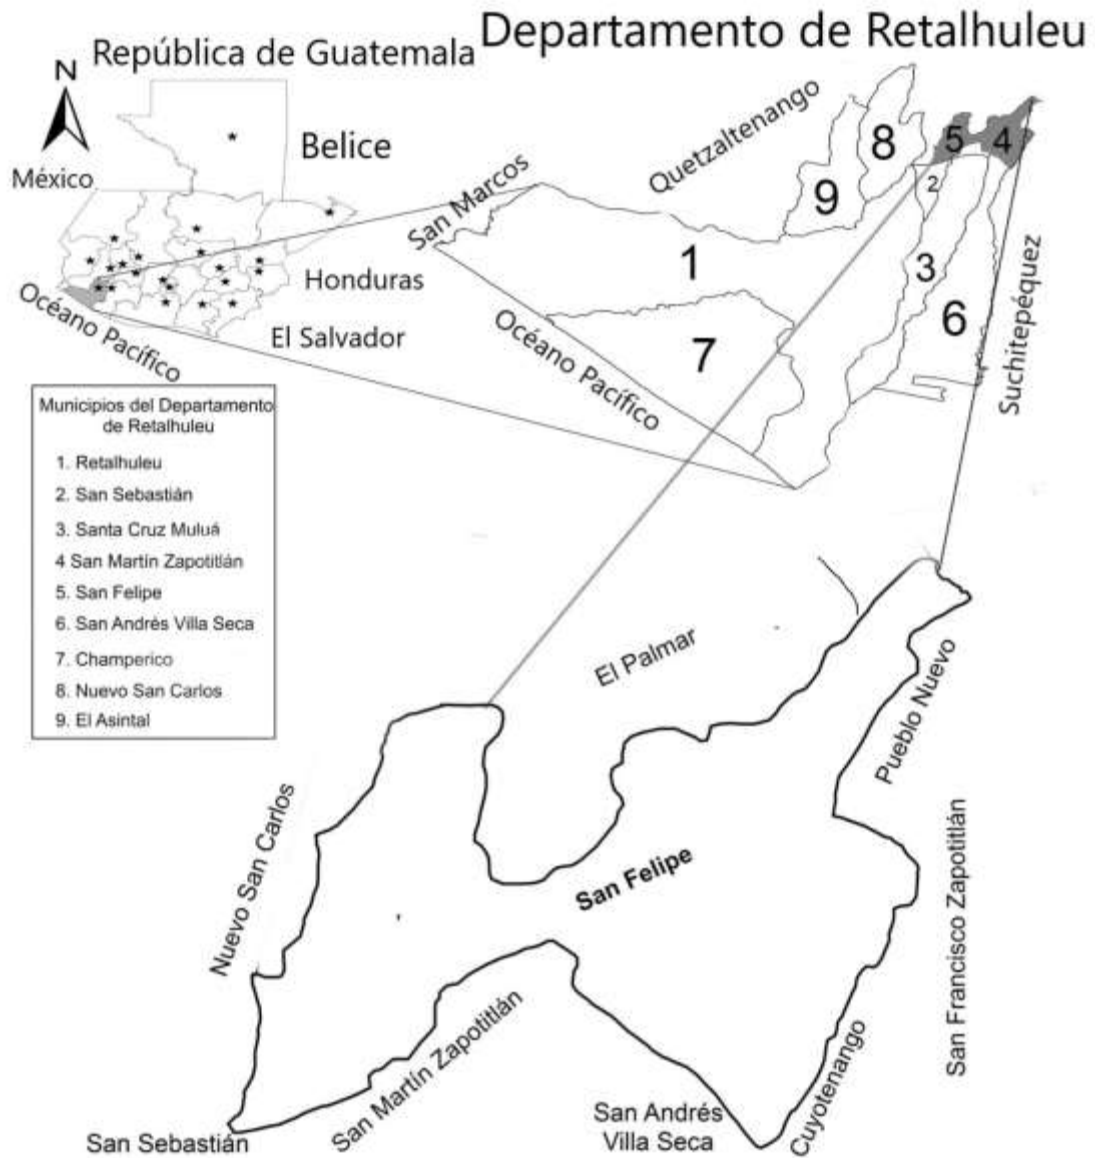 Departamento de Retalhuleu
República de Guatemala
N
Belice
México
Honduras
El Salvador
Océano Pacífico
San Marcos
Quetzaltenango
Suchitepéquez
Océano Pacífico
1
2
3
4
5
6
7
8
9
Municipios del Departamento
de Retalhuleu
1. Retalhuleu
2. San Sebastián
3. Santa Cruz Muluá
4 San Martín Zapotitlán
5. San Felipe
6. San Andrés Villa Seca
7. Champerico
8. Nuevo San Carlos
9. El Asintal
El Palmar
Pueblo Nuevo
Nuevo San Carlos
San Felipe
San Francisco Zapotitlán
San Martín Zapotitlán
Cuyotenango
San Andrés
Villa Seca
San Sebastián